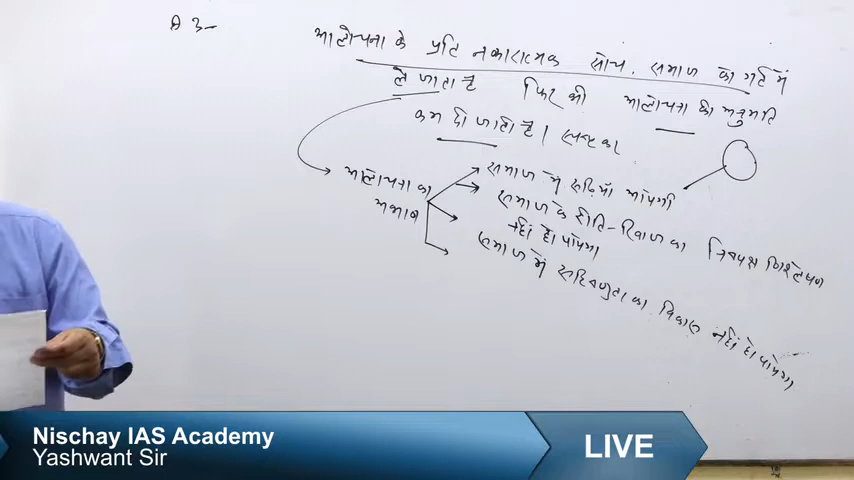 Q 3-
आलोचना के प्रति नकारात्मक सोच समाज को गर्त में
ले जाता है फिर भी आलोचना की अनुमति
कम दी जाती है। स्पष्ट कर
आलोचना का
अभाव
समाज में रूढ़ियाँ आयेगी
समाज के रीति-रिवाज का निष्पक्ष विश्लेषण
नहीं हो पायेगा
समाज में सहिष्णुता का विकास नहीं हो पायेगा
Nischay IAS Academy
Yashwant Sir
LIVE